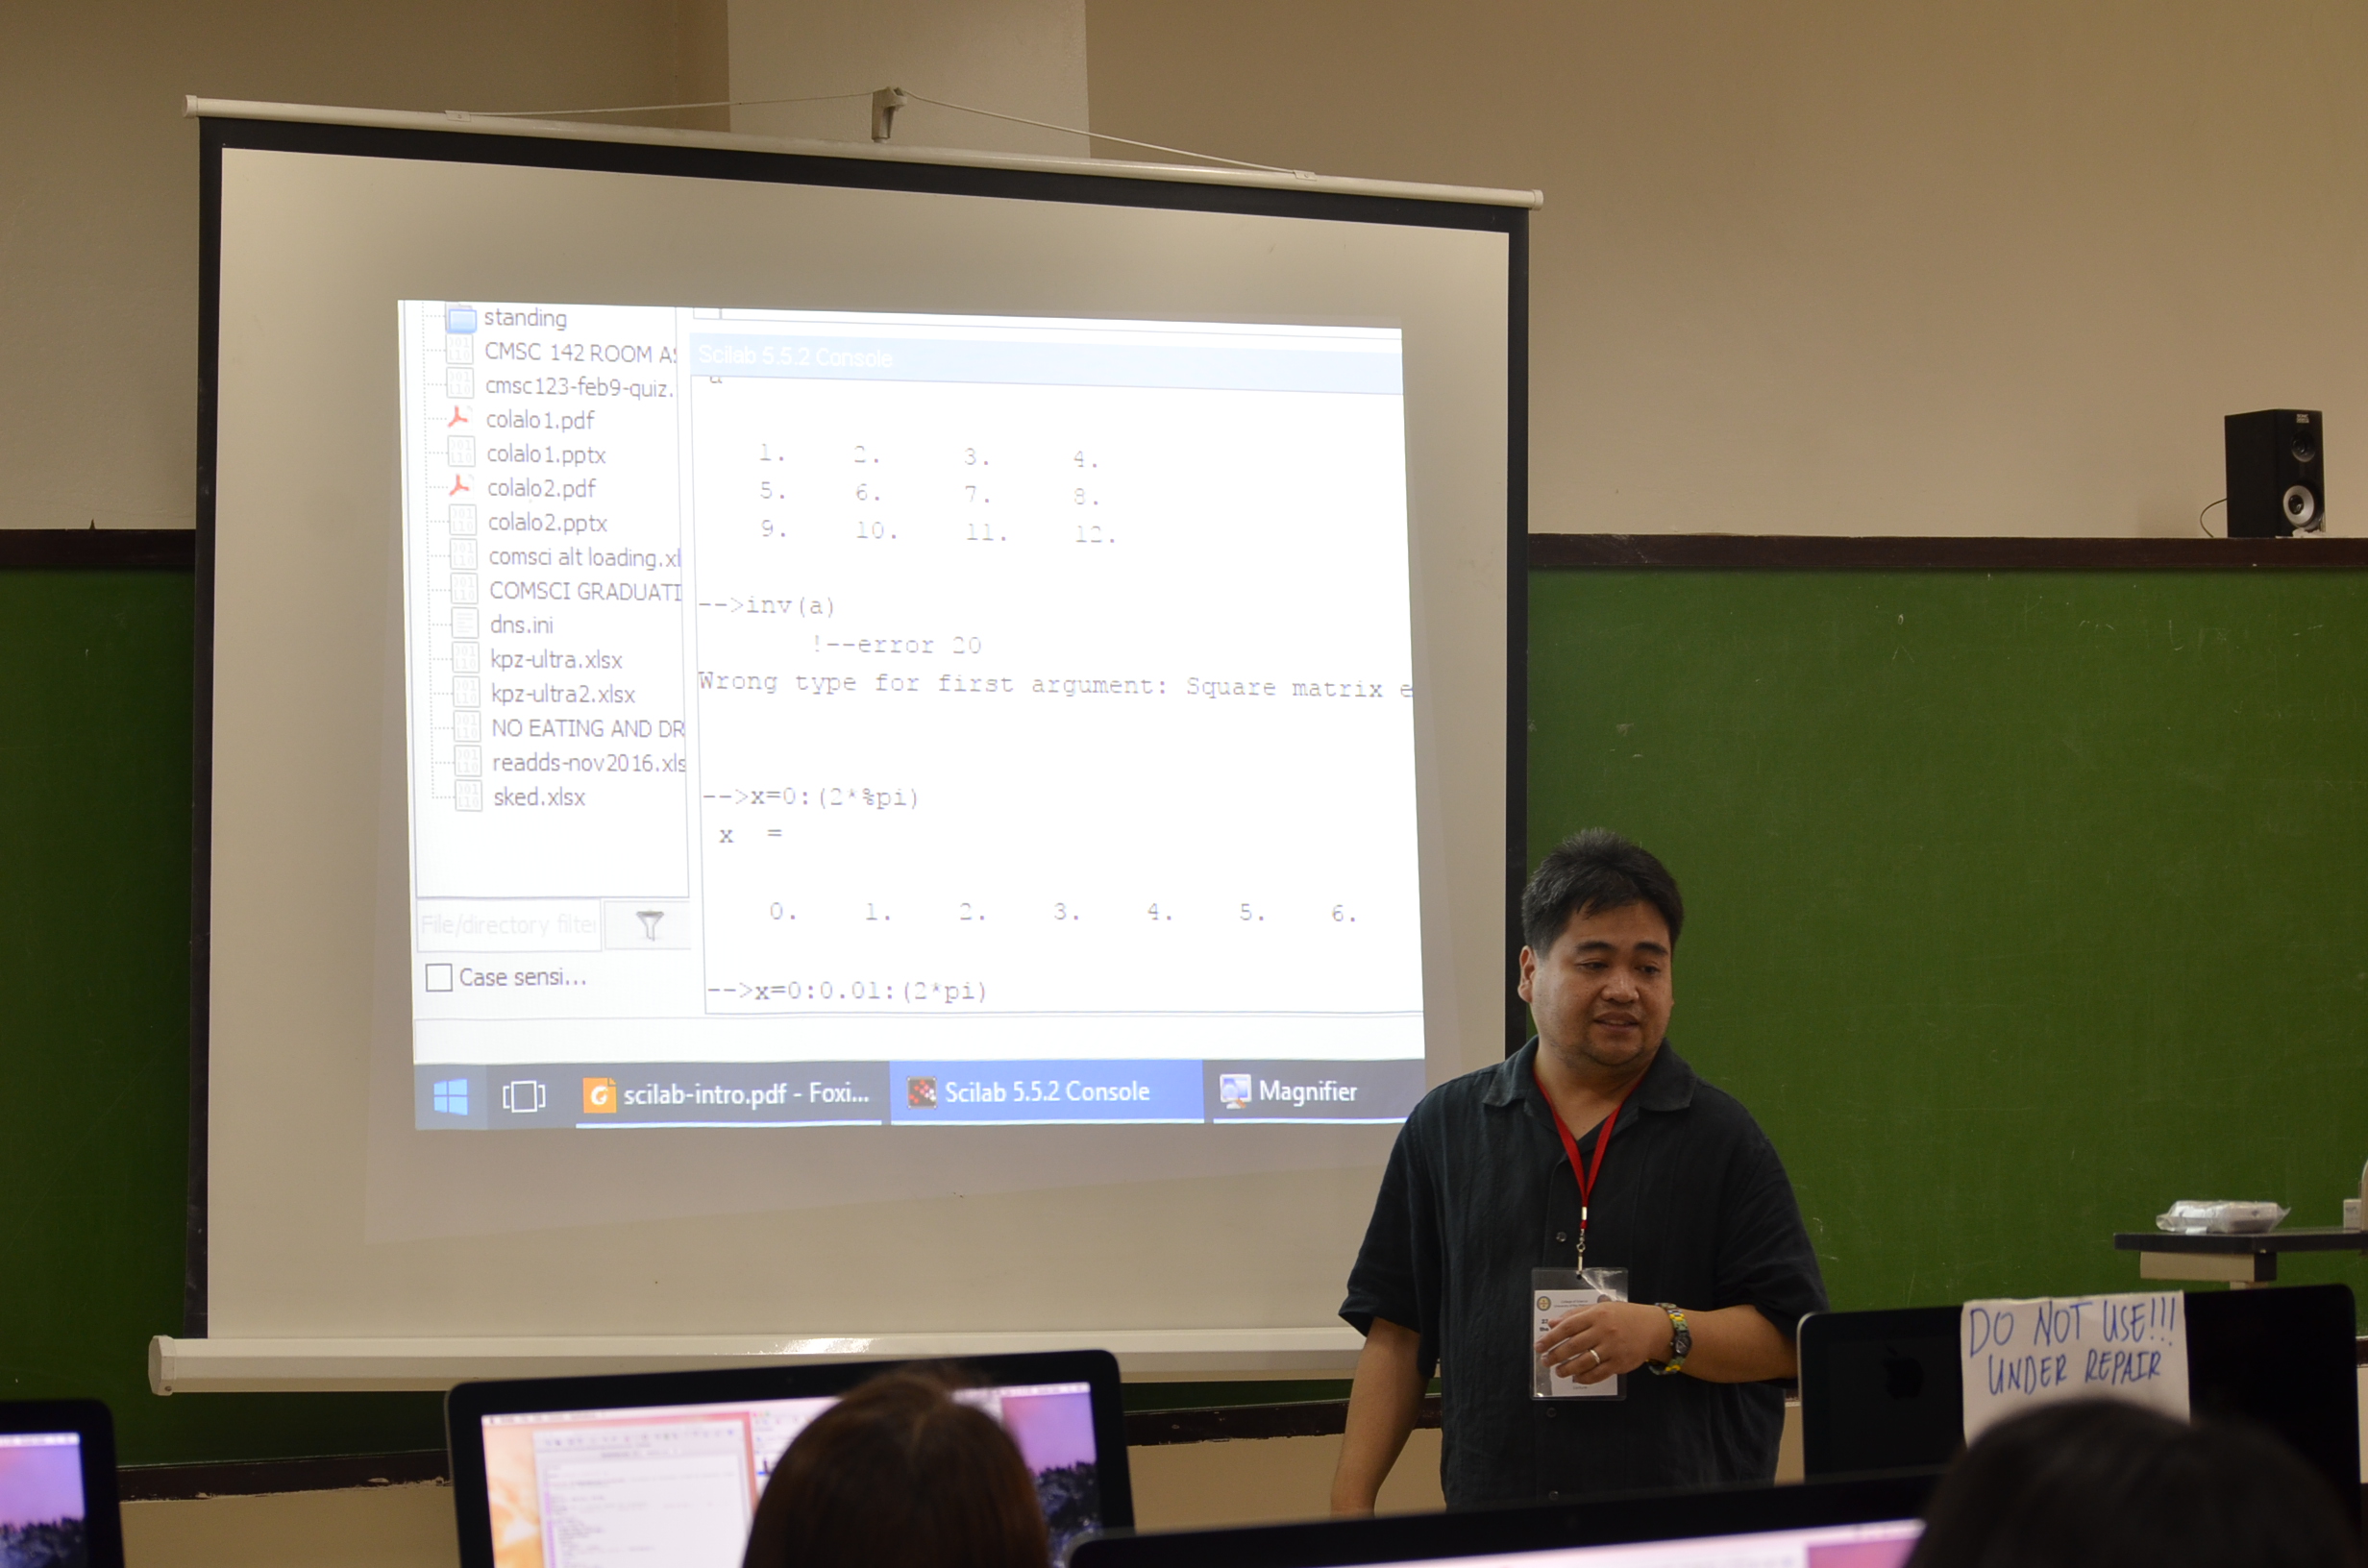 standing
CMSC 142 ROOM AS
cmsc123-feb9-quiz.
colalo1.pdf
colalo1.pptx
colalo2.pdf
colalo2.pptx
comsci alt loading.xl
COMSCI GRADUATI
dns.ini
kpz-ultra.xlsx
kpz-ultra2.xlsx
NO EATING AND DR
readds-nov2016.xls
sked.xlsx
File/directory filter
Case sensi...
Scilab 5.5.2 Console
1. 2. 3. 4.
5. 6. 7. 8.
9. 10. 11. 12.
-->inv(a)
!--error 20
Wrong type for first argument: Square matrix e
-->x=0:(2*%pi)
x =
0. 1. 2. 3. 4. 5. 6.
-->x=0:0.01:(2*pi)
scilab-intro.pdf - Foxi...
Scilab 5.5.2 Console
Magnifier
DO NOT USE!!!
UNDER REPAIR